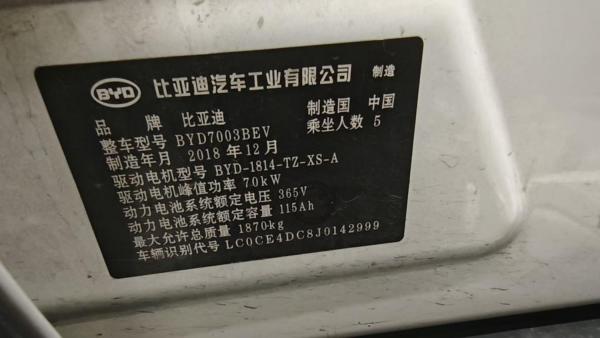 BYD 比亚迪汽车工业有限公司 制造
品牌 比亚迪 制造国 中国
整车型号 BYD7003BEV 乘坐人数 5
制造年月 2018 年 12 月
驱动电机型号 BYD-1814-TZ-XS-A
驱动电机峰值功率 70kW
动力电池系统额定电压 365V
动力电池系统额定容量 115Ah
最大允许总质量 1870kg
车辆识别代号 LC0CE4DC8J0142999